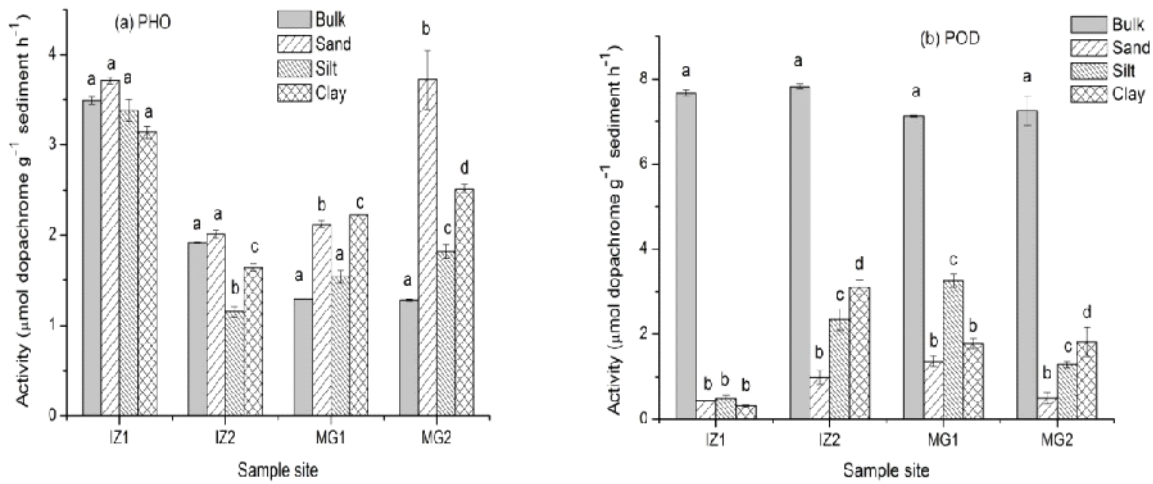 (a) PHO
Bulk
Sand
Silt
Clay
Activity (μmol dopachrome g⁻¹ sediment h⁻¹)
4
3
2
1
0
a a a a
a a b c
a b a c
a b c d
IZ1 IZ2 MG1 MG2
Sample site
(b) POD
Bulk
Sand
Silt
Clay
Activity (μmol dopachrome g⁻¹ sediment h⁻¹)
8
6
4
2
0
a b b b
a b c d
a b c b
a b c d
IZ1 IZ2 MG1 MG2
Sample site